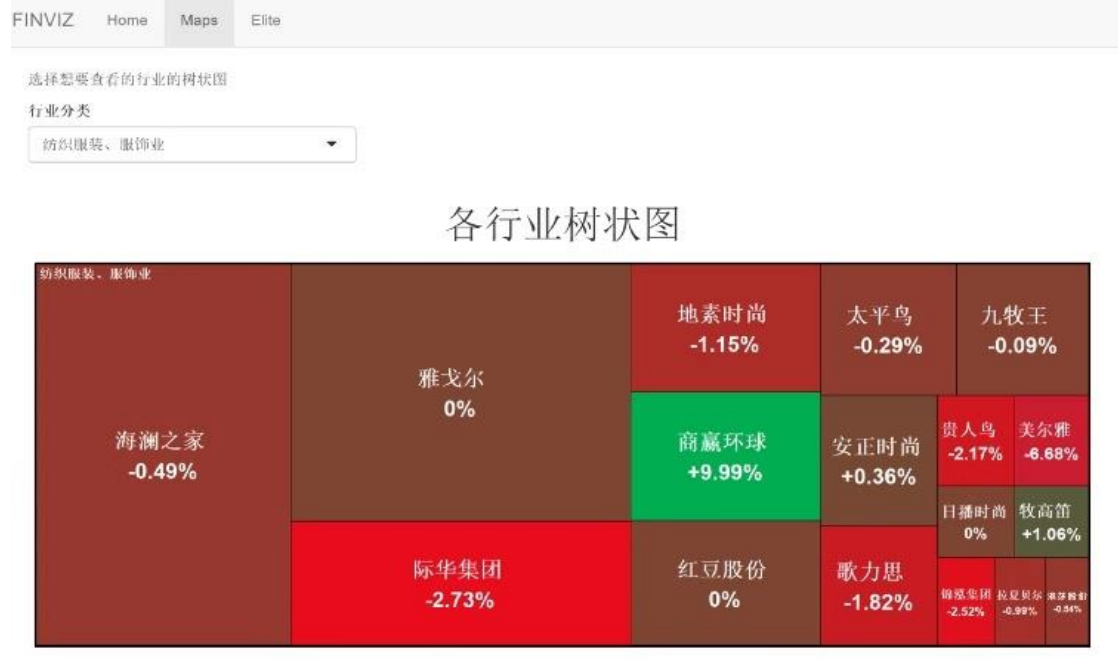 FINVIZ Home Maps Elite
选择想要查看的行业的树状图
行业分类
纺织服装、服饰业
各行业树状图
纺织服装、服饰业
海澜之家
-0.49%
雅戈尔
0%
际华集团
-2.73%
地素时尚
-1.15%
商赢环球
+9.99%
红豆股份
0%
太平鸟
-0.29%
九牧王
-0.09%
安正时尚
+0.36%
歌力思
-1.82%
贵人鸟
-2.17%
美尔雅
-6.68%
日播时尚
0%
牧高笛
+1.06%
锦泓集团
-2.52%
拉夏贝尔
-0.99%
-0.54%